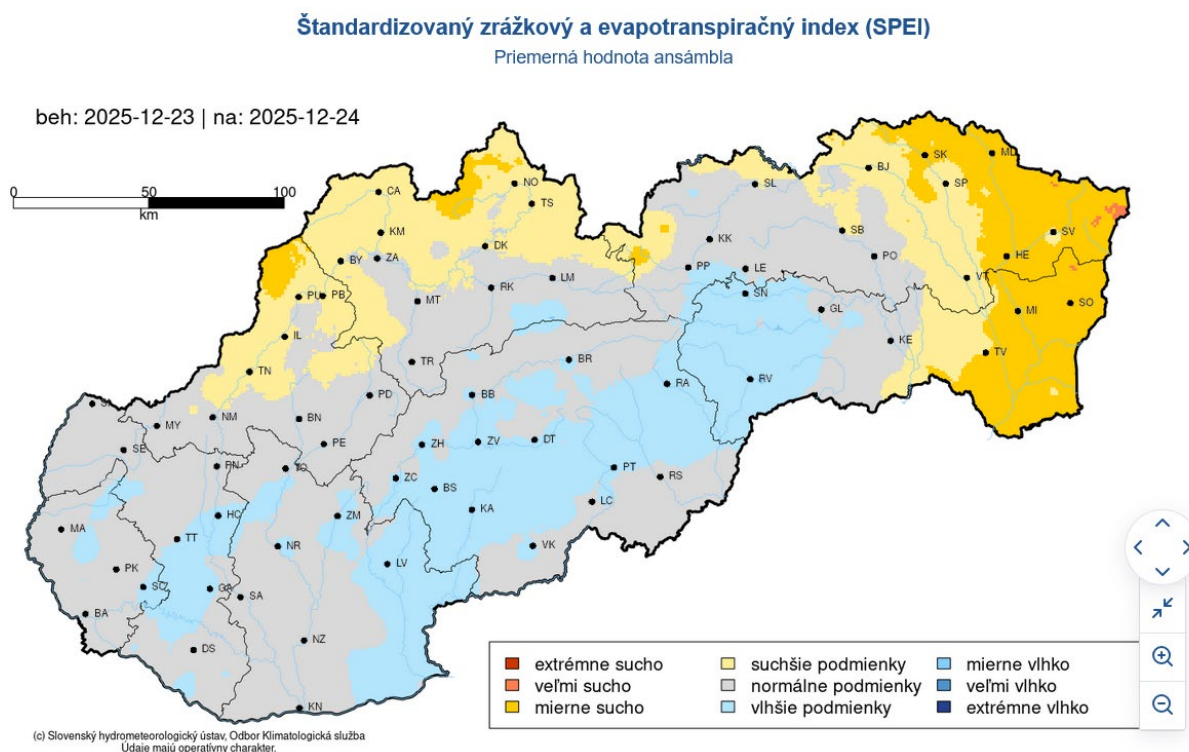 Štandardizovaný zrážkový a evapotranspiračný index (SPEI)
Priemerná hodnota ansámbla
beh: 2025-12-23 | na: 2025-12-24
0 50 100
km
SK
ML
BJ
SP
SL
CA
NO
TS
SV
KM
SB
KK
DK
BY
ZA
PO
HE
PP
LE
LM
VT
RK
SN
PU
PB
MT
GL
MI
SO
IL
KE
TV
TR
BR
TN
RV
RA
PD
BB
NM
BN
MY
PE
ZH
ZV
DT
SE
PN
TO
PT
RS
ZC
BS
LC
HC
ZM
KA
MA
TT
NR
VK
LV
PK
SC
GA
SA
BA
NZ
DS
KN
extrémne sucho
veľmi sucho
mierne sucho
suchšie podmienky
normálne podmienky
vlhšie podmienky
mierne vlhko
veľmi vlhko
extrémne vlhko
(c) Slovenský hydrometeorologický ústav, Odbor Klimatologická služba
Údaje majú operatívny charakter.